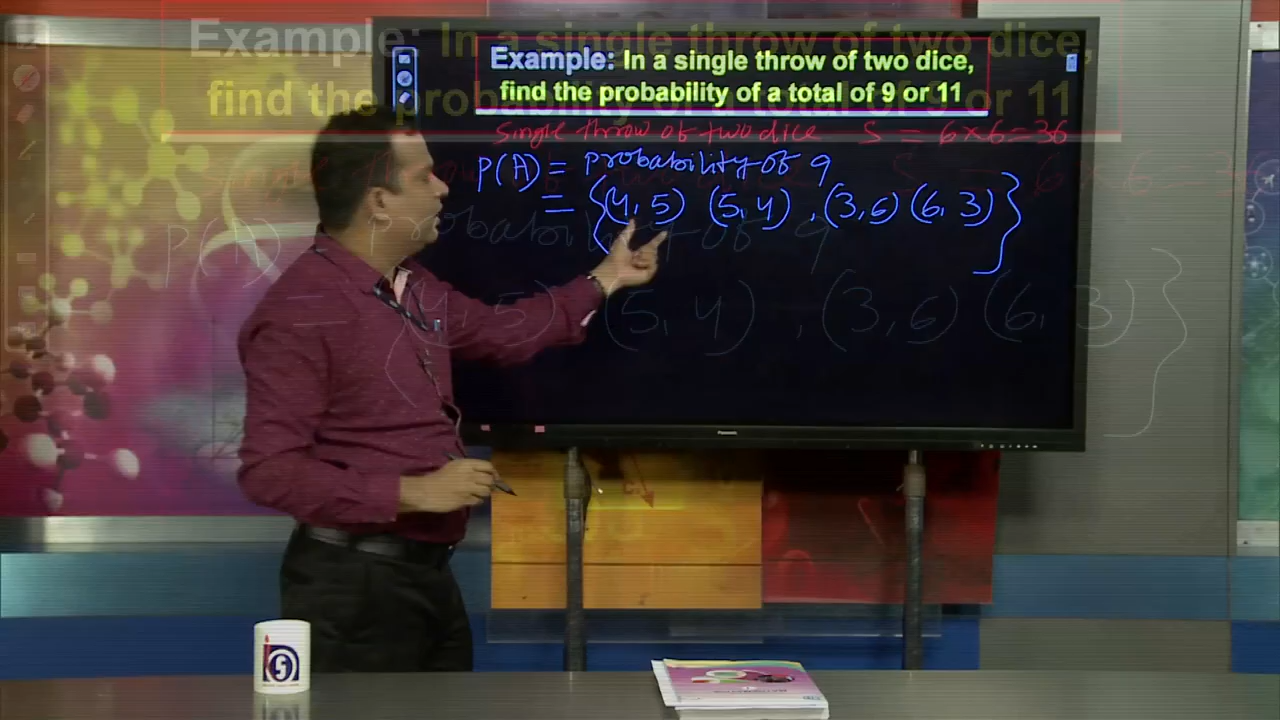 Example: In a single throw of two dice,
find the probability of a total of 9 or 11
single throw of two dice S = 6×6=36
P(A) = probability of 9
= {(4,5) (5,4) , (3,6) (6,3)}
Panasonic